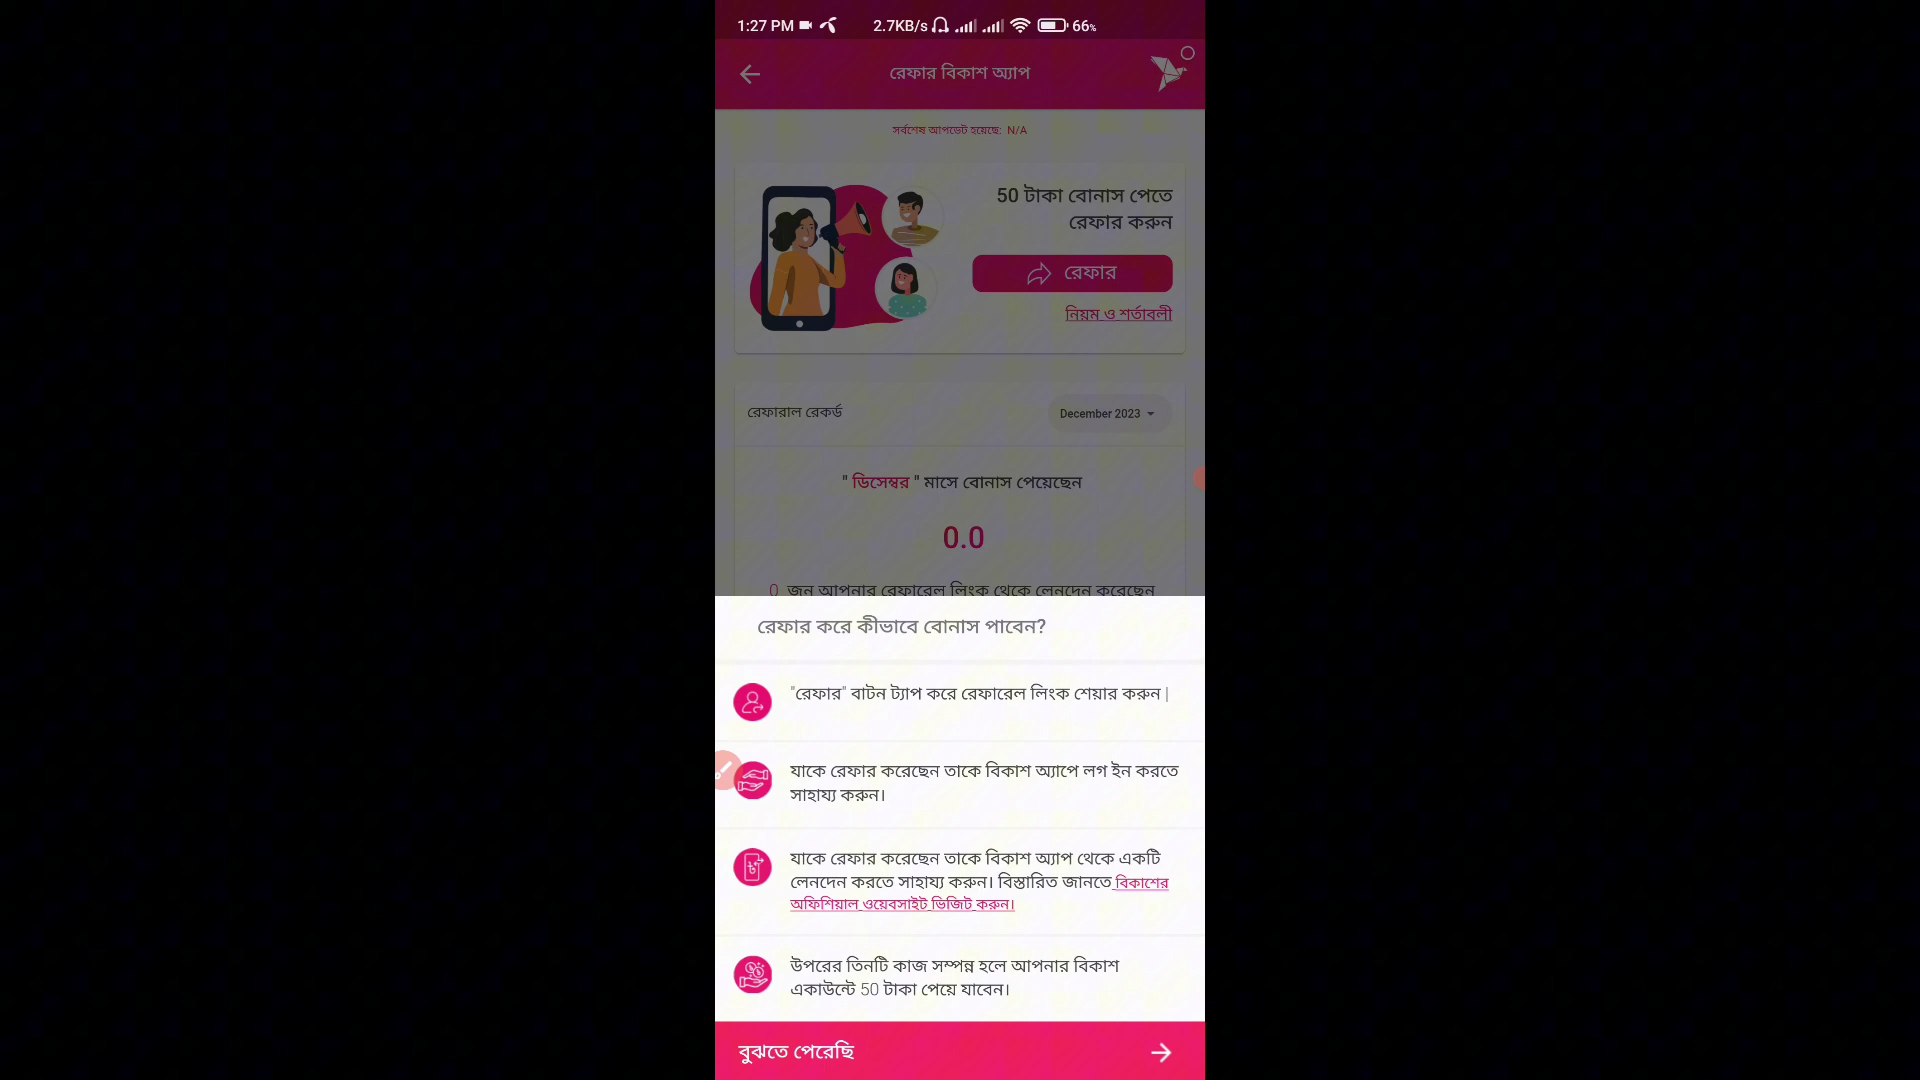 1:27 PM 2.7KB/s 66%
রেফার বিকাশ অ্যাপ
সর্বশেষ আপডেট হয়েছে: N/A
50 টাকা বোনাস পেতে
রেফার করুন
রেফার
নিয়ম ও শর্তাবলী
রেফারাল রেকর্ড
December 2023
" ডিসেম্বর " মাসে বোনাস পেয়েছেন
0.0
0 জন আপনার রেফারেল লিংক থেকে লেনদেন করেছেন
রেফার করে কীভাবে বোনাস পাবেন?
"রেফার" বাটন ট্যাপ করে রেফারেল লিংক শেয়ার করুন |
যাকে রেফার করেছেন তাকে বিকাশ অ্যাপে লগ ইন করতে
সাহায্য করুন।
যাকে রেফার করেছেন তাকে বিকাশ অ্যাপ থেকে একটি
লেনদেন করতে সাহায্য করুন। বিস্তারিত জানতে বিকাশের
অফিশিয়াল ওয়েবসাইট ভিজিট করুন।
উপরের তিনটি কাজ সম্পন্ন হলে আপনার বিকাশ
একাউন্টে 50 টাকা পেয়ে যাবেন।
বুঝতে পেরেছি